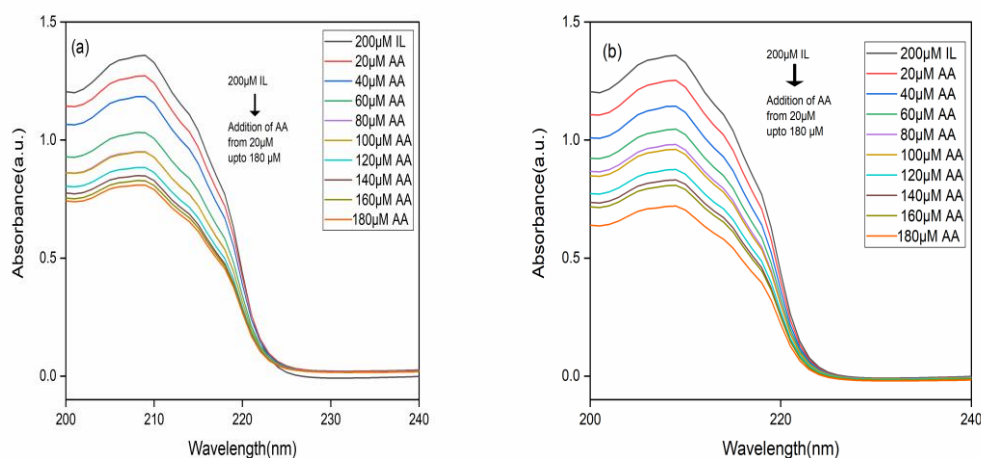 (a)
200µM IL
20µM AA
40µM AA
60µM AA
80µM AA
100µM AA
120µM AA
140µM AA
160µM AA
180µM AA
200µM IL
Addition of AA
from 20µM
upto 180 µM
Absorbance(a.u.)
1.5
1.0
0.5
0.0
200
210
220
230
240
Wavelength(nm)
(b)
200µM IL
20µM AA
40µM AA
60µM AA
80µM AA
100µM AA
120µM AA
140µM AA
160µM AA
180µM AA
200µM IL
Addition of AA
from 20µM
upto 180 µM
Absorbance(a.u.)
1.5
1.0
0.5
0.0
200
220
240
Wavelength(nm)